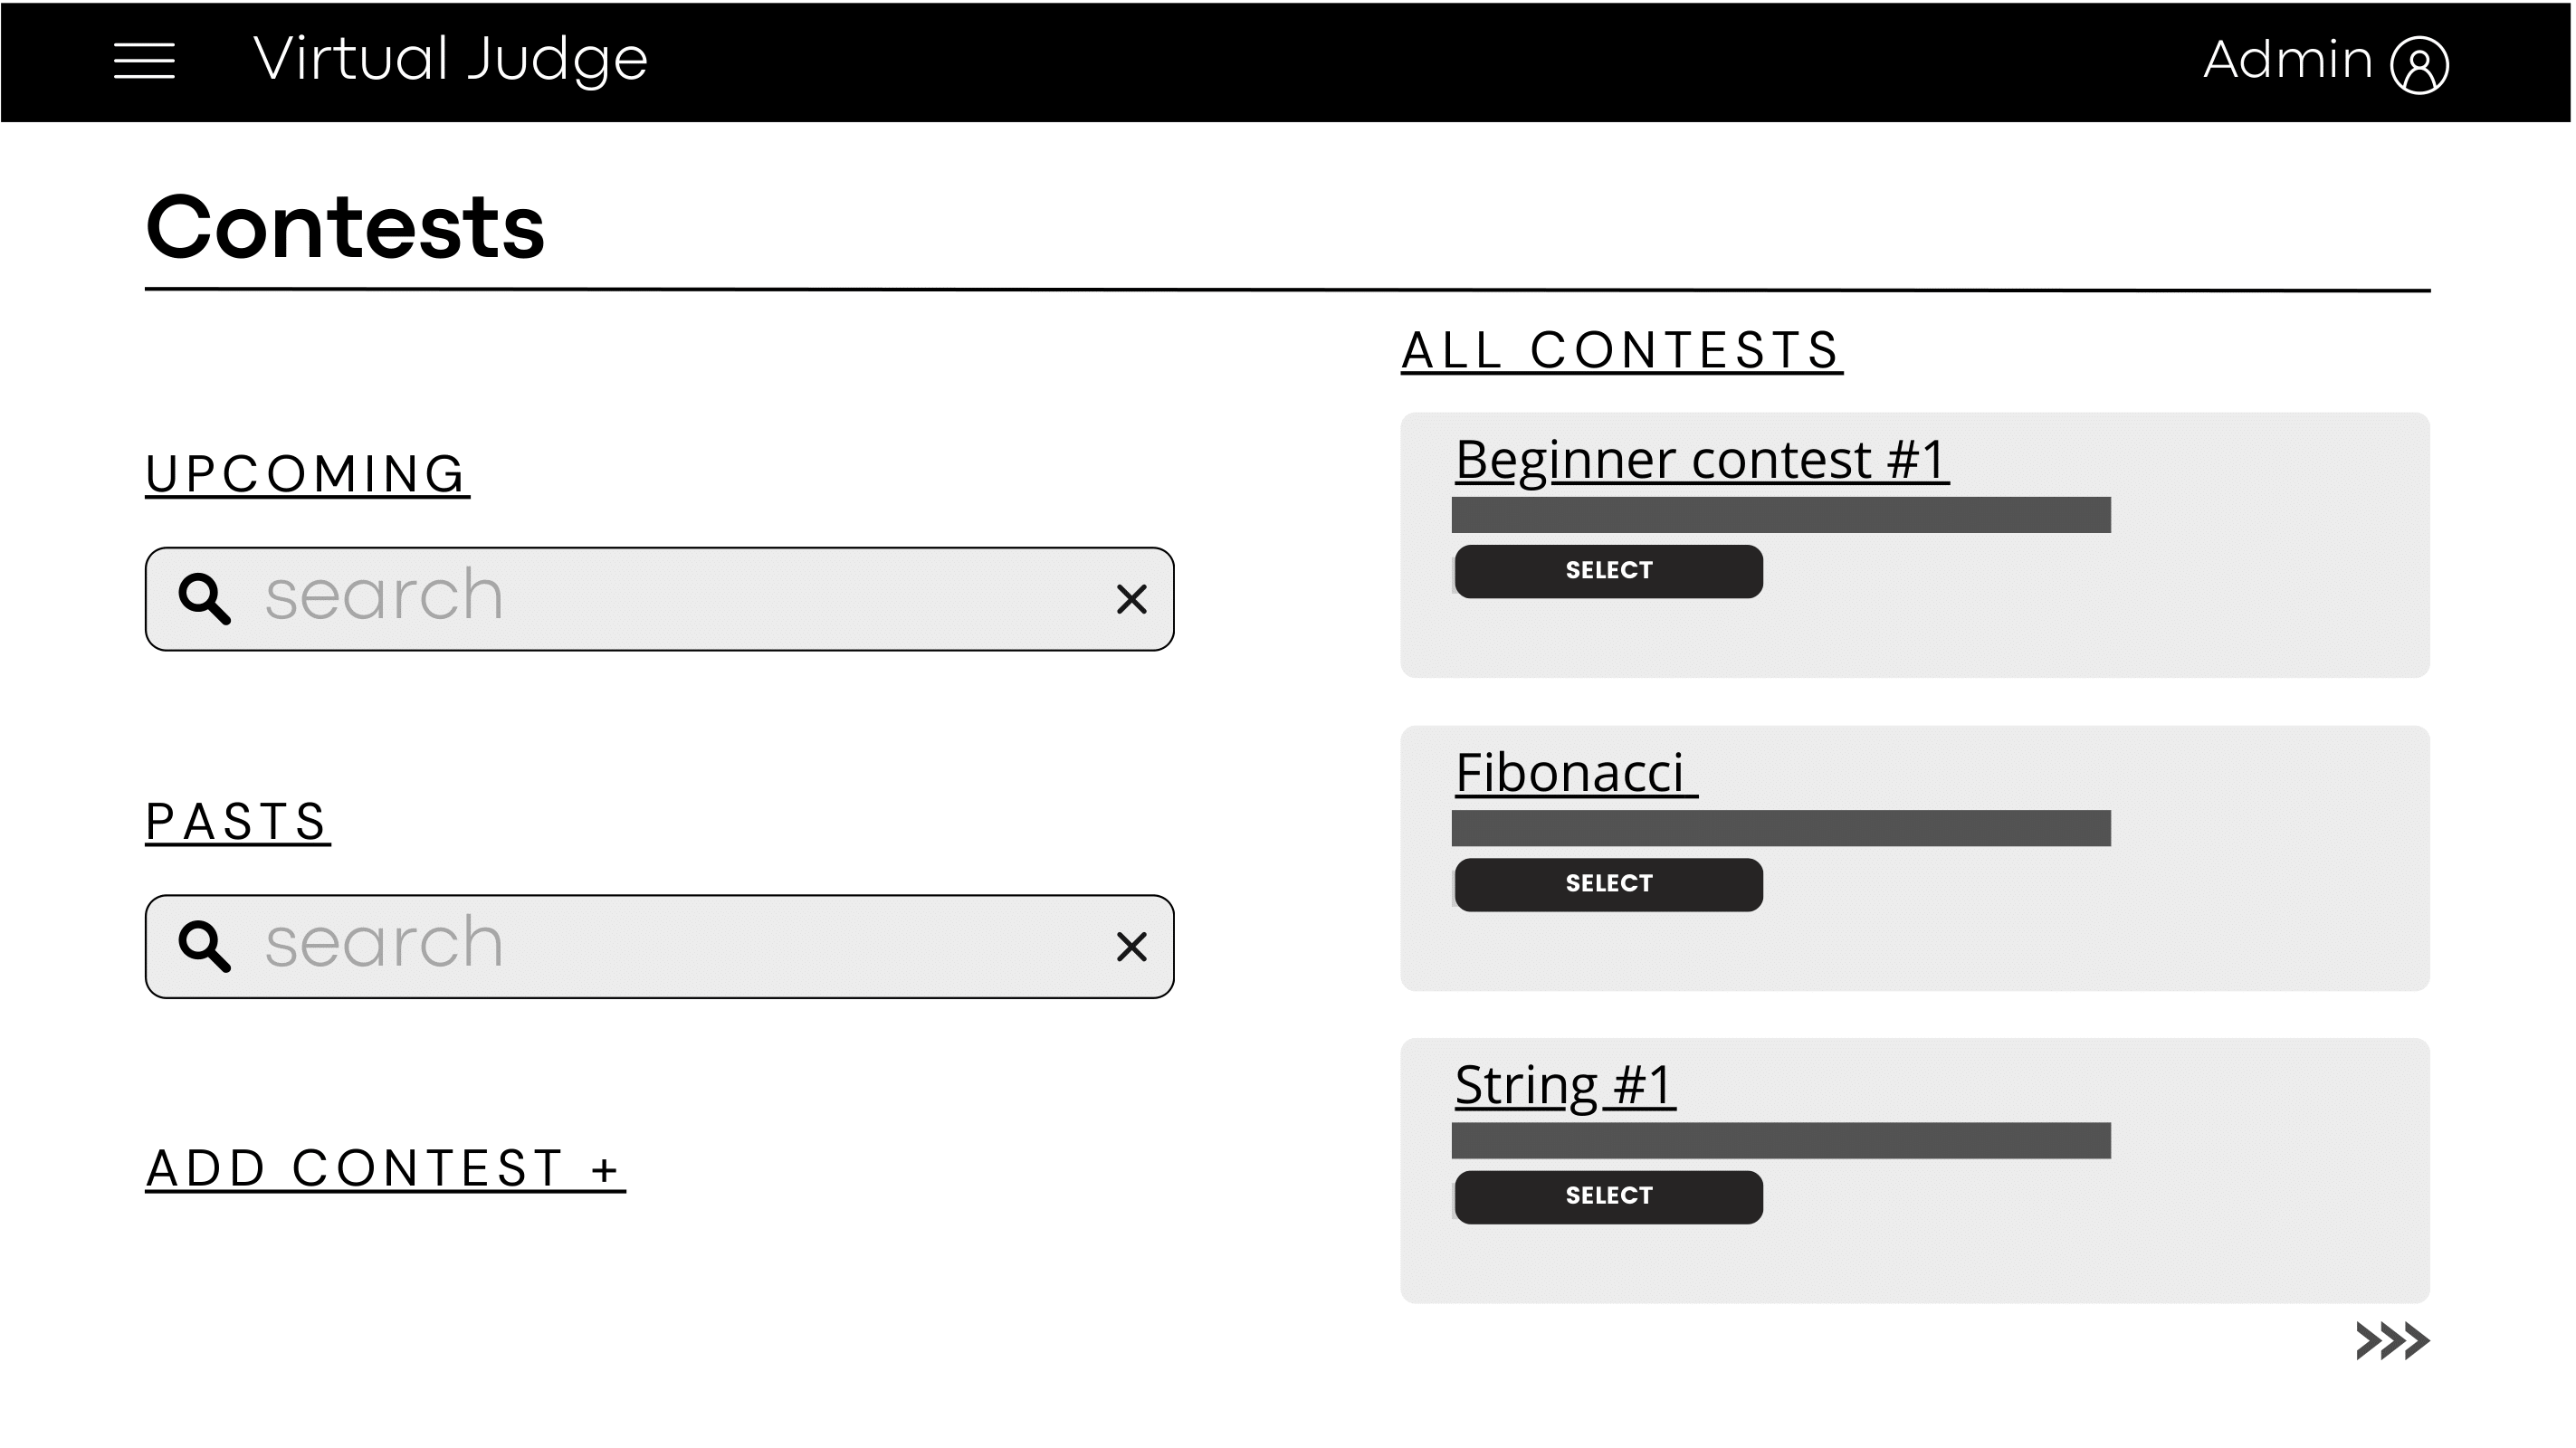 Virtual Judge
Admin
Contests
UPCOMING
search
PASTS
search
ADD CONTEST +
ALL CONTESTS
Beginner contest #1
SELECT
Fibonacci
SELECT
String #1
SELECT